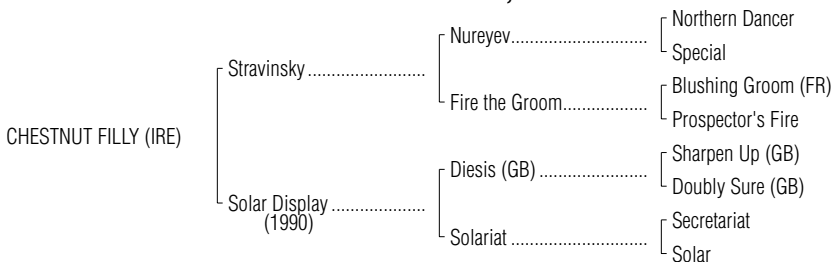 Northern Dancer
Nureyev
Special
Stravinsky
Blushing Groom (FR)
Fire the Groom
Prospector's Fire
CHESTNUT FILLY (IRE)
Sharpen Up (GB)
Diesis (GB)
Doubly Sure (GB)
Solar Display
(1990)
Secretariat
Solariat
Solar